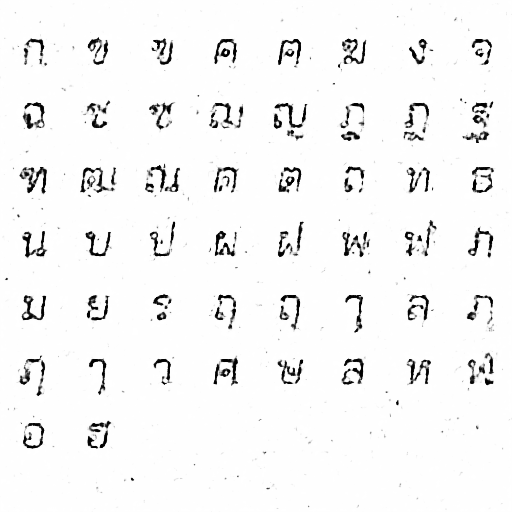 ก ข ฃ ค ฅ ฆ ง จ
ฉ ช ซ ฌ ญ ฎ ฏ ฐ
ฑ ฒ ณ ด ต ถ ท ธ
น บ ป ผ ฝ พ ฟ ภ
ม ย ร ฤ ฤ ๅ ล ฦ
ฦ ๅ ว ศ ษ ส ห ฬ
อ ฮ